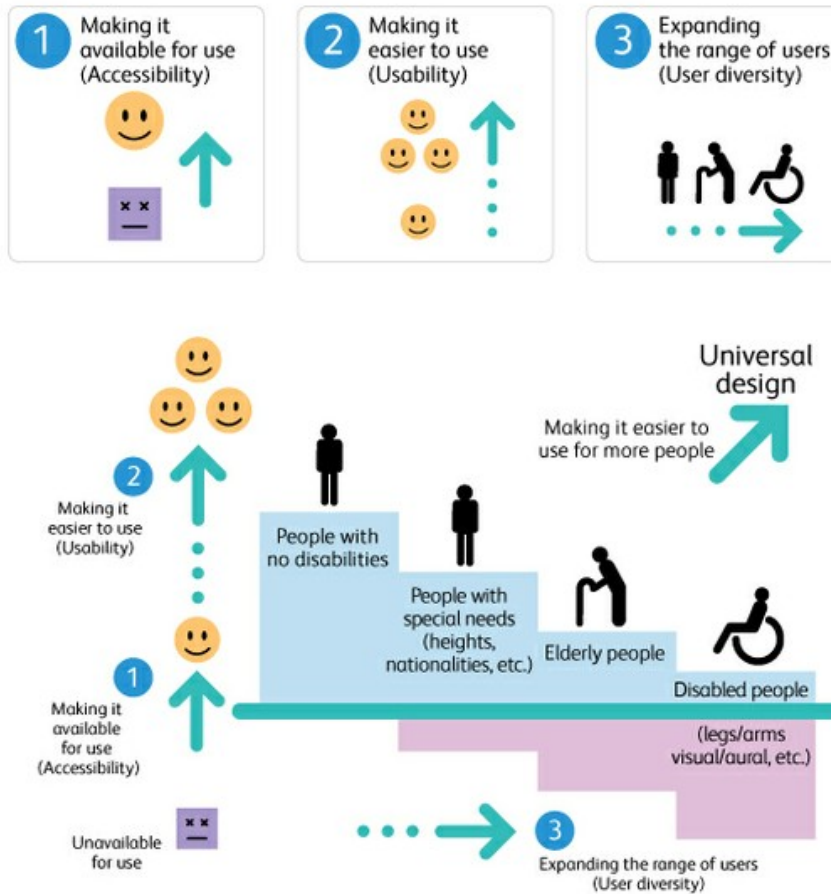 1
Making it
available for use
(Accessibility)
2
Making it
easier to use
(Usability)
3
Expanding
the range of users
(User diversity)
Universal
design
Making it easier to
use for more people
2
Making it
easier to use
(Usability)
People with
no disabilities
People with
special needs
(heights,
nationalities, etc.)
Elderly people
Disabled people
(legs/arms
visual/aural, etc.)
1
Making it
available
for use
(Accessibility)
Unavailable
for use
3
Expanding the range of users
(User diversity)